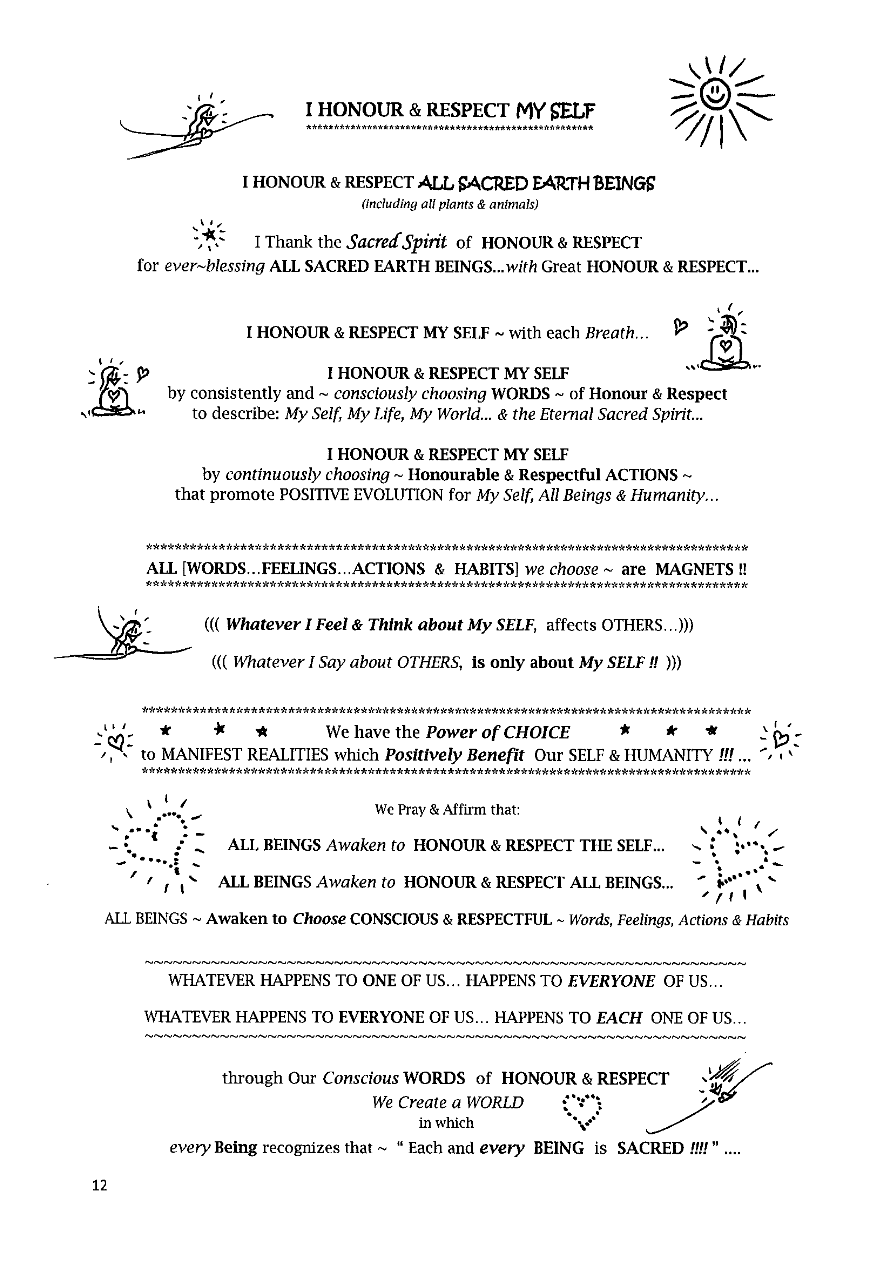 I HONOUR & RESPECT MY SELF
****************************************************
I HONOUR & RESPECT ALL SACRED EARTH BEINGS
(including all plants & animals)
I Thank the Sacred Spirit of HONOUR & RESPECT
for ever~blessing ALL SACRED EARTH BEINGS...with Great HONOUR & RESPECT...
I HONOUR & RESPECT MY SELF ~ with each Breath...
I HONOUR & RESPECT MY SELF
by consistently and ~ consciously choosing WORDS ~ of Honour & Respect
to describe: My Self, My Life, My World... & the Eternal Sacred Spirit...
I HONOUR & RESPECT MY SELF
by continuously choosing ~ Honourable & Respectful ACTIONS ~
that promote POSITIVE EVOLUTION for My Self, All Beings & Humanity...
************************************************************************************
ALL [WORDS...FEELINGS...ACTIONS & HABITS] we choose ~ are MAGNETS !!
************************************************************************************
((( Whatever I Feel & Think about My SELF, affects OTHERS...)))
((( Whatever I Say about OTHERS, is only about My SELF !! )))
************************************************************************************
* * * We have the Power of CHOICE * * *
to MANIFEST REALITIES which Positively Benefit Our SELF & HUMANITY !!! ...
************************************************************************************
We Pray & Affirm that:
ALL BEINGS Awaken to HONOUR & RESPECT THE SELF...
ALL BEINGS Awaken to HONOUR & RESPECT ALL BEINGS...
ALL BEINGS ~ Awaken to Choose CONSCIOUS & RESPECTFUL ~ Words, Feelings, Actions & Habits
~~~~~~~~~~~~~~~~~~~~~~~~~~~~~~~~~~~~~~~~~~~~~~~~~~~~~~~~~~~~~~~~
WHATEVER HAPPENS TO ONE OF US... HAPPENS TO EVERYONE OF US...
WHATEVER HAPPENS TO EVERYONE OF US... HAPPENS TO EACH ONE OF US...
~~~~~~~~~~~~~~~~~~~~~~~~~~~~~~~~~~~~~~~~~~~~~~~~~~~~~~~~~~~~~~~~
through Our Conscious WORDS of HONOUR & RESPECT
We Create a WORLD
in which
every Being recognizes that ~ “ Each and every BEING is SACRED !!!! ” ....
12